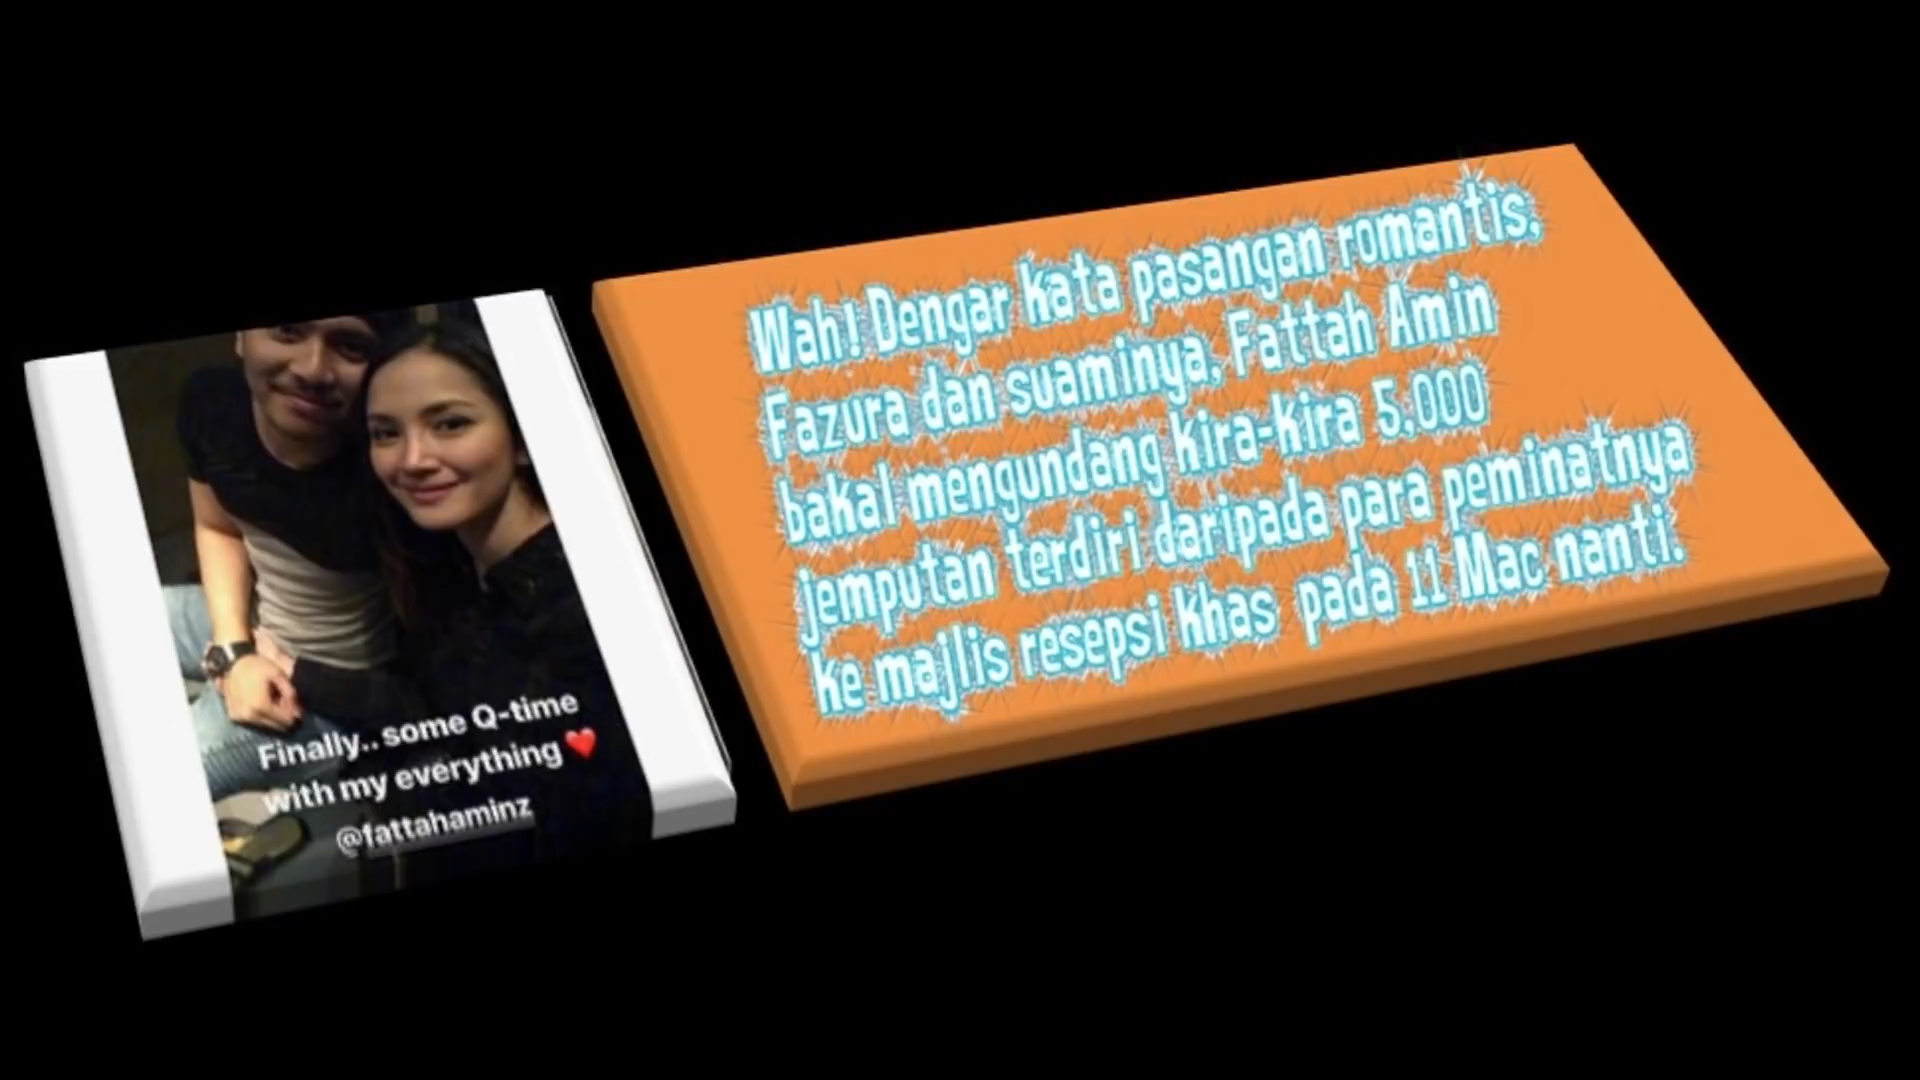 Finally.. some Q-time
with my everything ❤️
@fattahaminz
Wah! Dengar kata pasangan romantis,
Fazura dan suaminya, Fattah Amin
bakal mengundang kira-kira 5,000
jemputan terdiri daripada para peminatnya
ke majlis resepsi khas pada 11 Mac nanti.